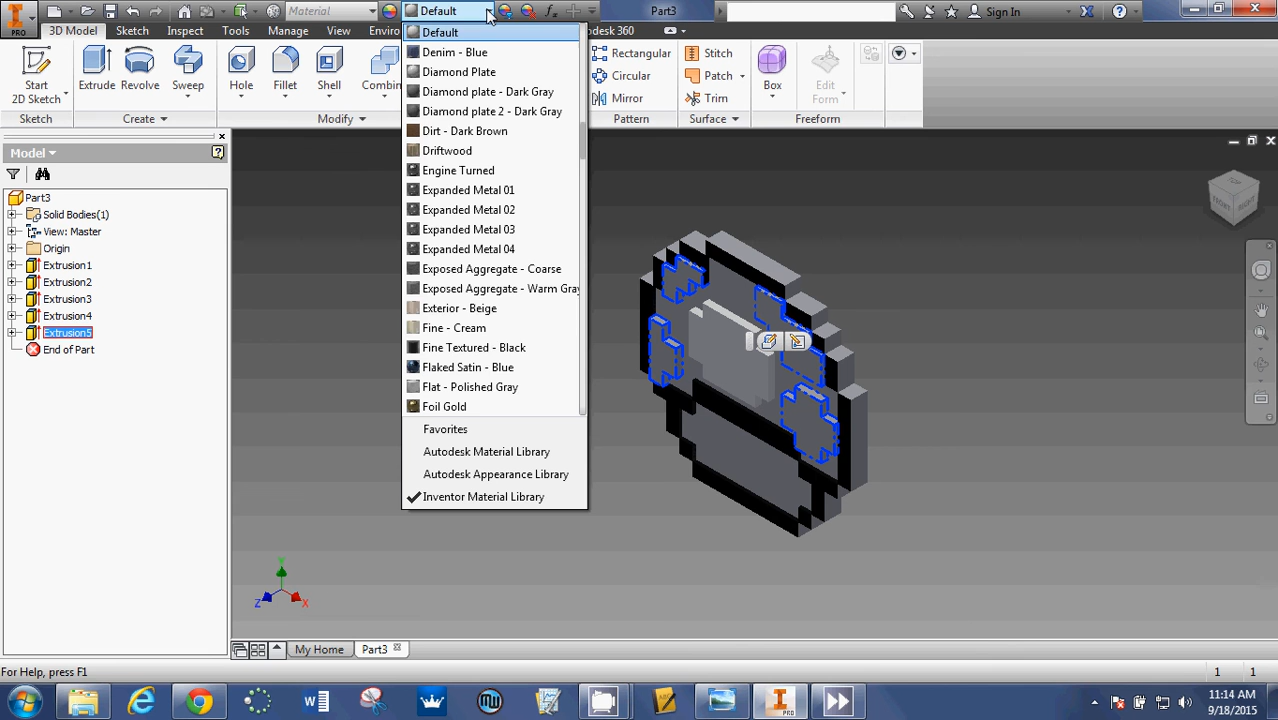 Material
Default
Part3
Sign In
PRO
3D Model
Sketch
Inspect
Tools
Manage
View
Enviro
desk 360
Start
2D Sketch
Extrude
Revolve
Sweep
Hole
Fillet
Shell
Combin
Rectangular
Circular
Mirror
Stitch
Patch
Trim
Box
Edit
Form
Sketch
Create
Modify
Pattern
Surface
Freeform
Default
Denim - Blue
Diamond Plate
Diamond plate - Dark Gray
Diamond plate 2 - Dark Gray
Dirt - Dark Brown
Driftwood
Engine Turned
Expanded Metal 01
Expanded Metal 02
Expanded Metal 03
Expanded Metal 04
Exposed Aggregate - Coarse
Exposed Aggregate - Warm Gray
Exterior - Beige
Fine - Cream
Fine Textured - Black
Flaked Satin - Blue
Flat - Polished Gray
Foil Gold
Favorites
Autodesk Material Library
Autodesk Appearance Library
Inventor Material Library
Model
Part3
Solid Bodies(1)
View: Master
Origin
Extrusion1
Extrusion2
Extrusion3
Extrusion4
Extrusion5
End of Part
RIGHT
Y
Z
X
My Home
Part3
For Help, press F1
1
1
11:14 AM
9/18/2015